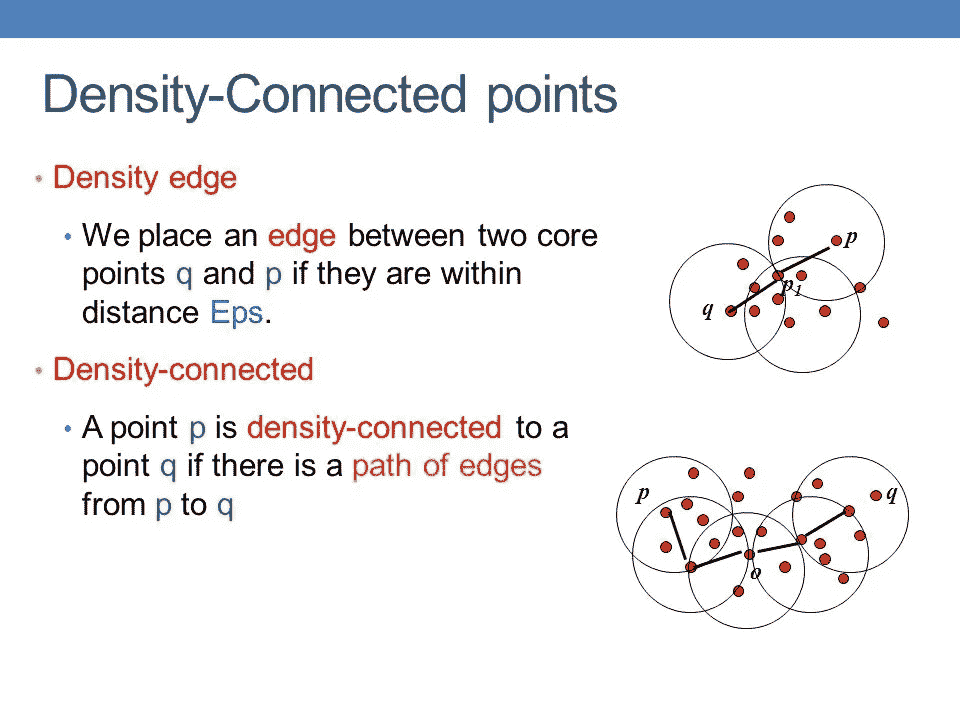 Density-Connected points
• Density edge
• We place an edge between two core
points q and p if they are within
distance Eps.
• Density-connected
• A point p is density-connected to a
point q if there is a path of edges
from p to q
p
p1
q
p
q
o